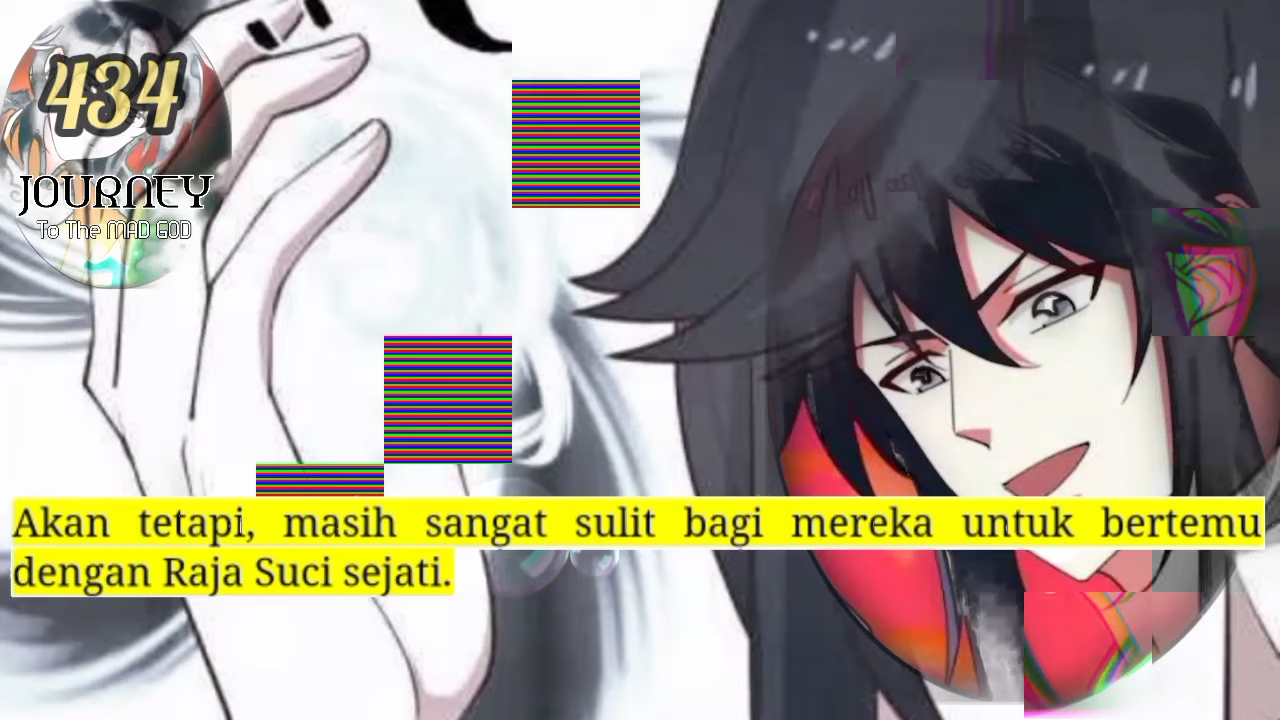 434
JOURNEY
To The MAD GOD
Akan tetapi, masih sangat sulit bagi mereka untuk bertemu
dengan Raja Suci sejati.